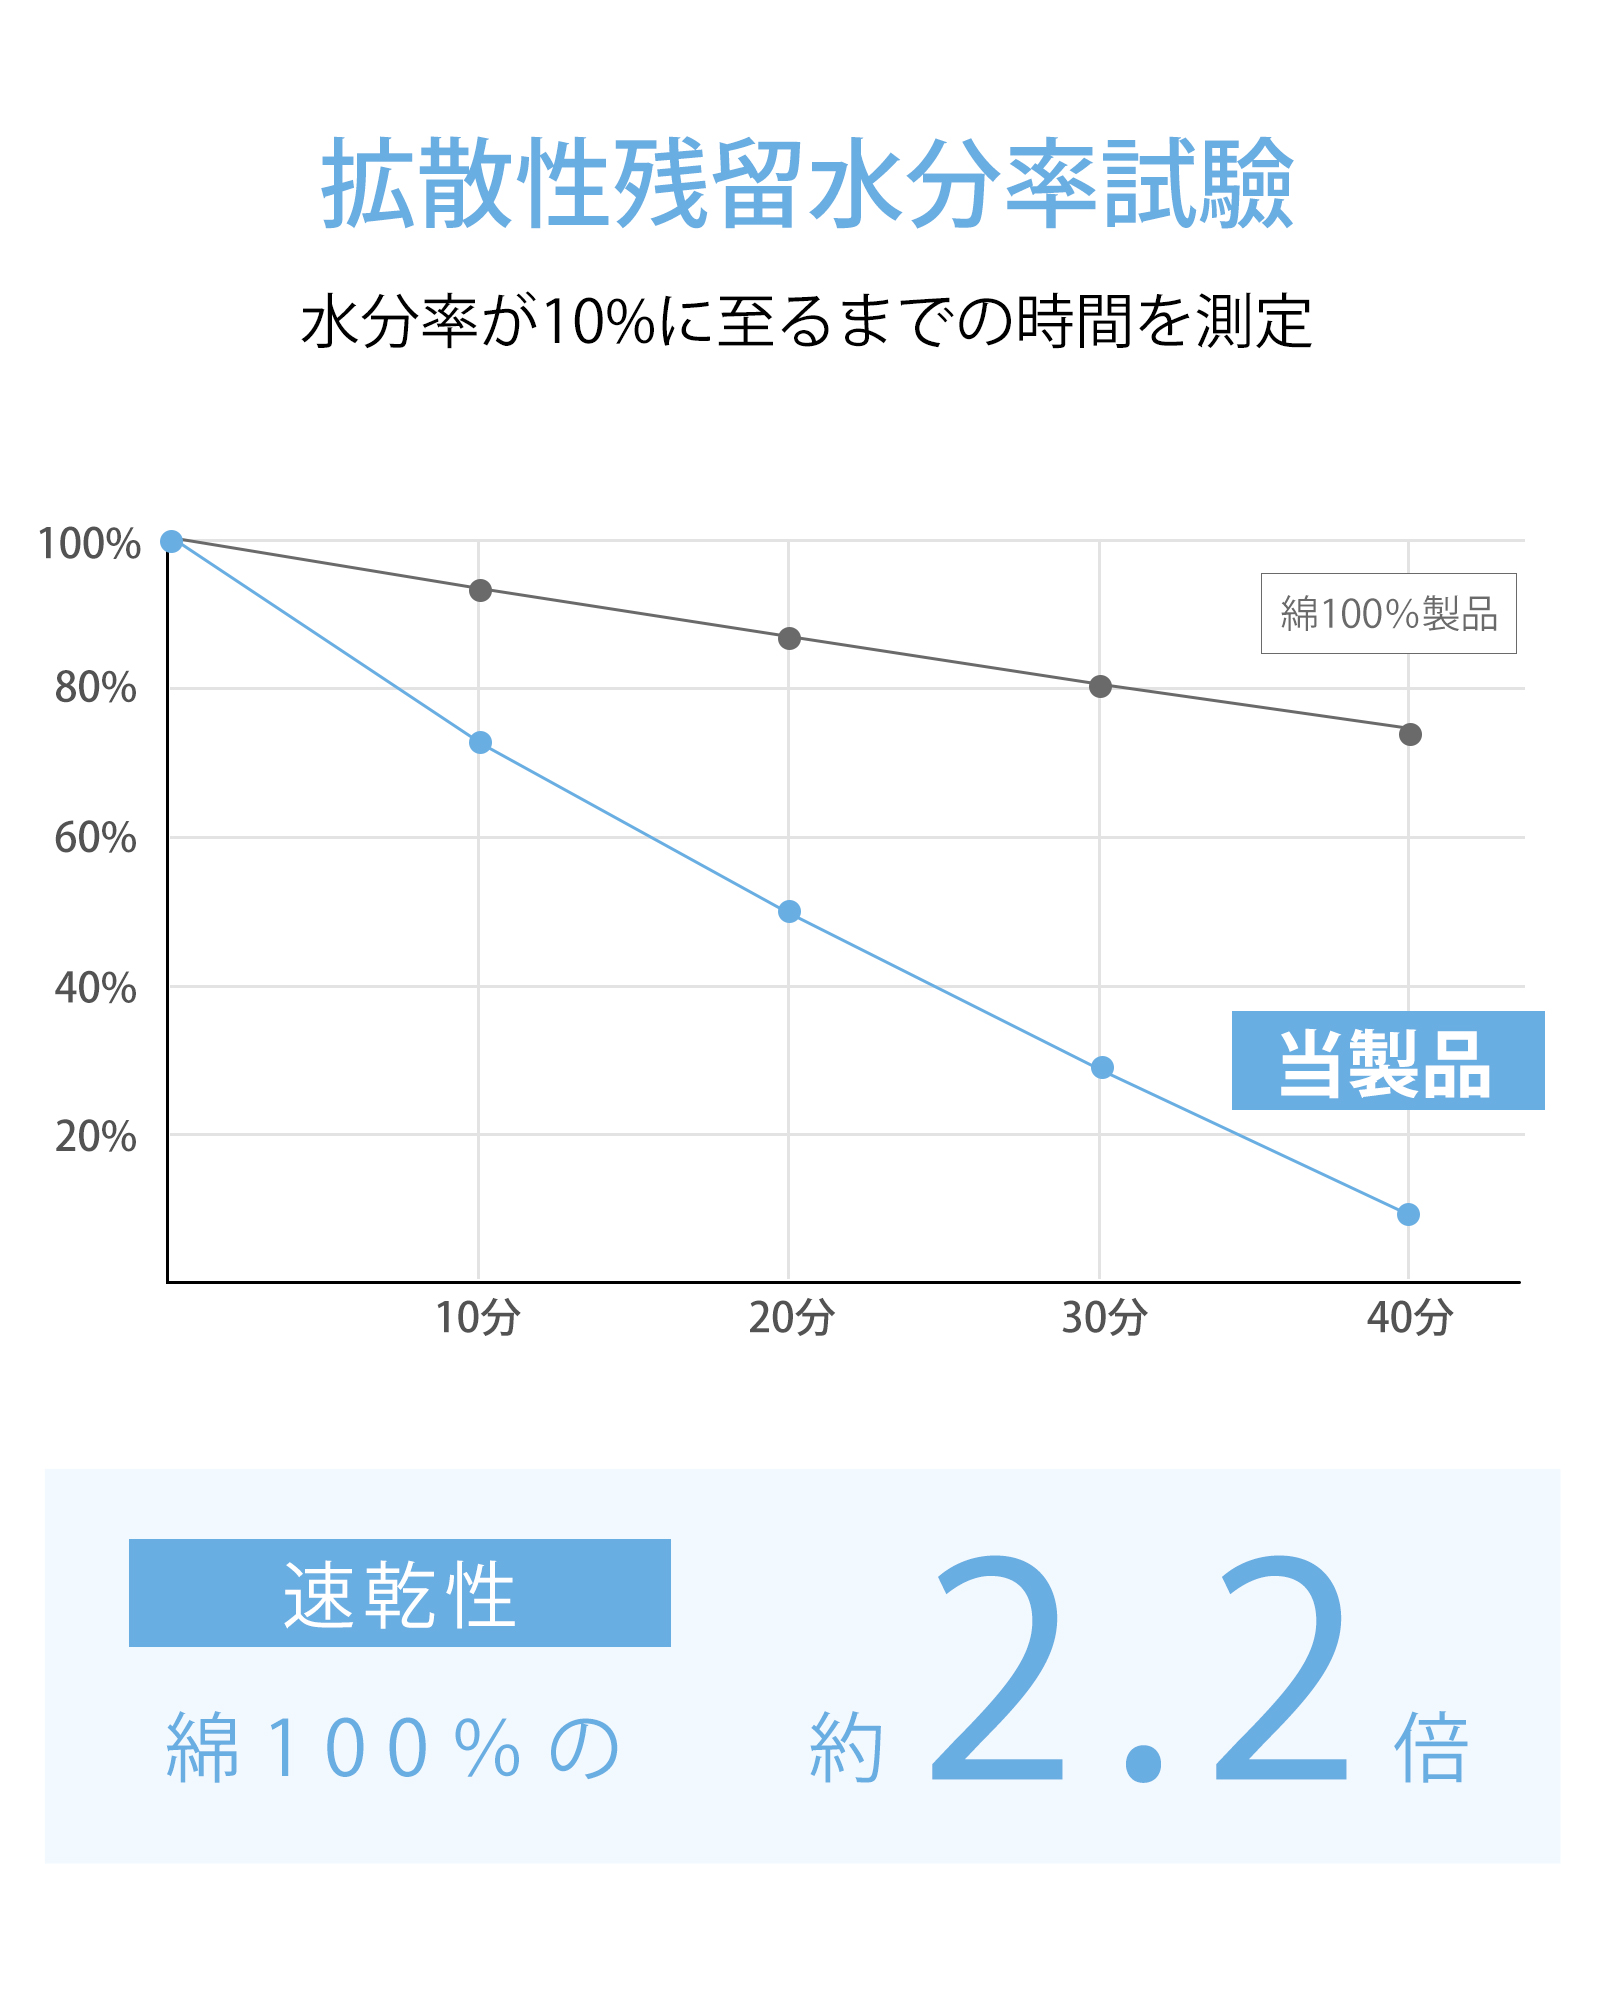 拡散性残留水分率試験
水分率が10%に至るまでの時間を測定
100%
綿100%製品
80%
60%
40%
当製品
20%
10分 20分 30分 40分
速乾性
綿100%の 約2.2倍